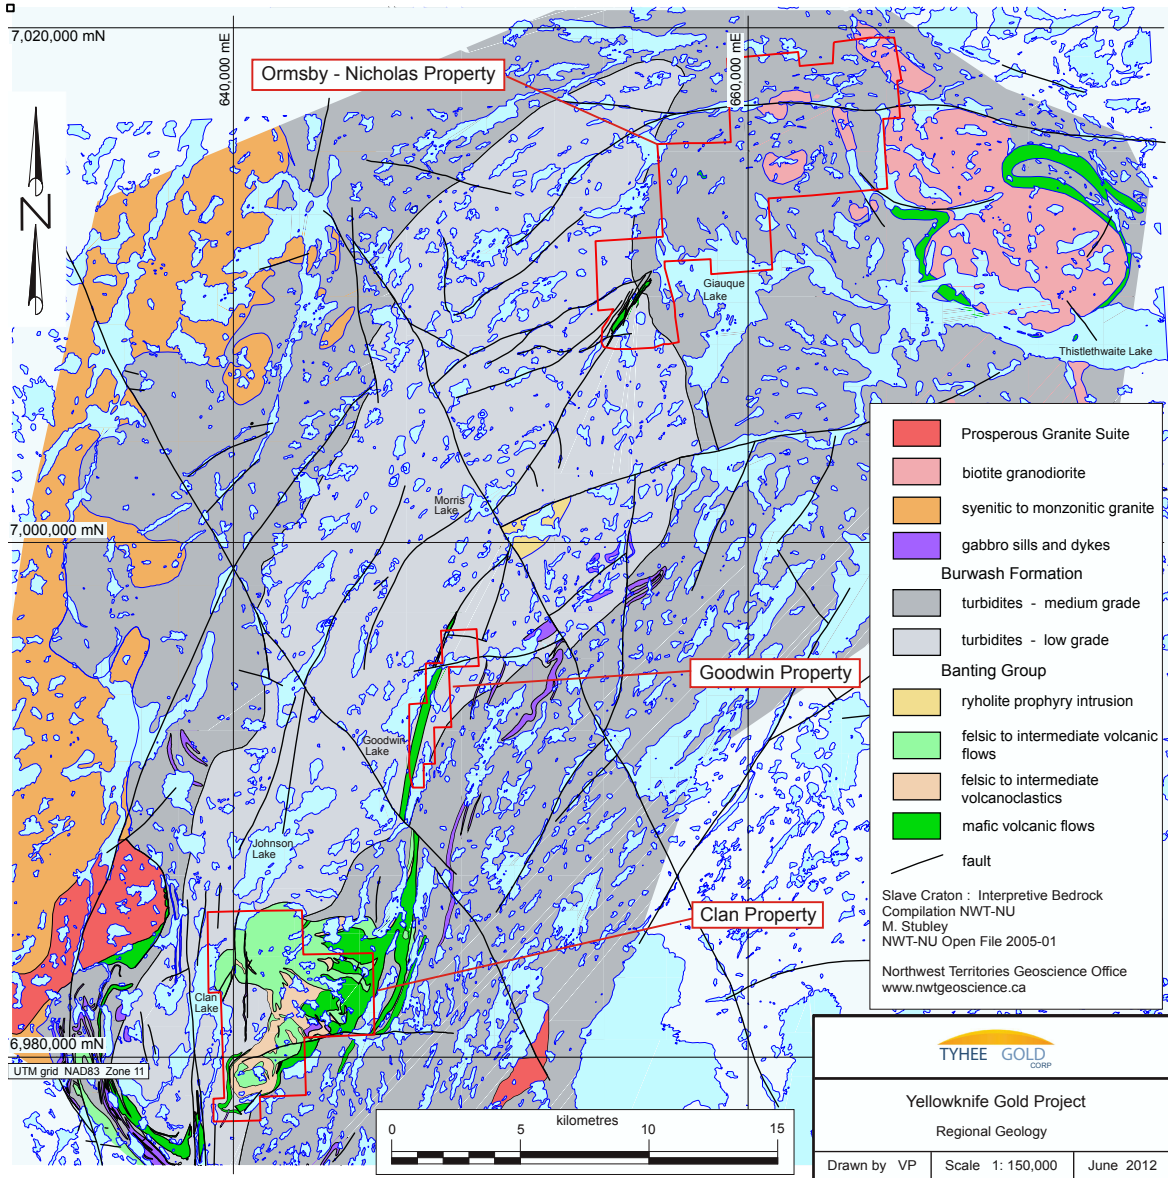 7,020,000 mN
640,000 mE
660,000 mE
Ormsby - Nicholas Property
N
Giauque
Lake
Thistlethwaite Lake
Morris
Lake
7,000,000 mN
Goodwin Property
Goodwin
Lake
Johnson
Lake
Clan Property
Clan
Lake
6,980,000 mN
UTM grid NAD83 Zone 11
Prosperous Granite Suite
biotite granodiorite
syenitic to monzonitic granite
gabbro sills and dykes
Burwash Formation
turbidites - medium grade
turbidites - low grade
Banting Group
ryholite prophyry intrusion
felsic to intermediate volcanic
flows
felsic to intermediate
volcanoclastics
mafic volcanic flows
fault
Slave Craton : Interpretive Bedrock
Compilation NWT-NU
M. Stubley
NWT-NU Open File 2005-01
Northwest Territories Geoscience Office
www.nwtgeoscience.ca
kilometres
0 5 10 15
TYHEE GOLD
CORP
Yellowknife Gold Project
Regional Geology
Drawn by VP
Scale 1: 150,000
June 2012